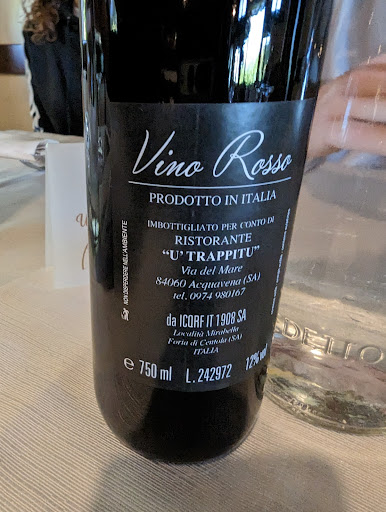 Vino Rosso
PRODOTTO IN ITALIA
IMBOTTIGLIATO PER CONTO DI
RISTORANTE
"U' TRAPPITU"
Via del Mare
84060 Acquavena (SA)
tel. 0974 980167
da ICQRF IT 1908 SA
Località Mirabella
Foria di Centola (SA)
ITALIA
e 750 ml L.242972 12% vol
NON DISPERDERE NELL'AMBIENTE